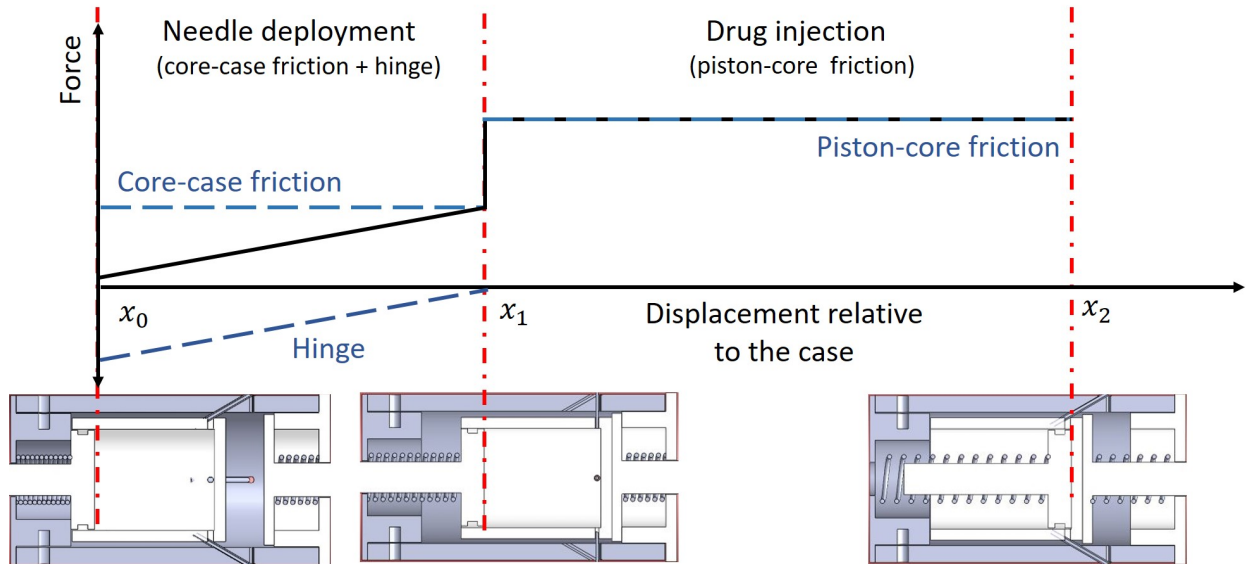 Needle deployment
(core-case friction + hinge)
Drug injection
(piston-core friction)
Force
Piston-core friction
Core-case friction
x₀
x₁
x₂
Displacement relative
to the case
Hinge